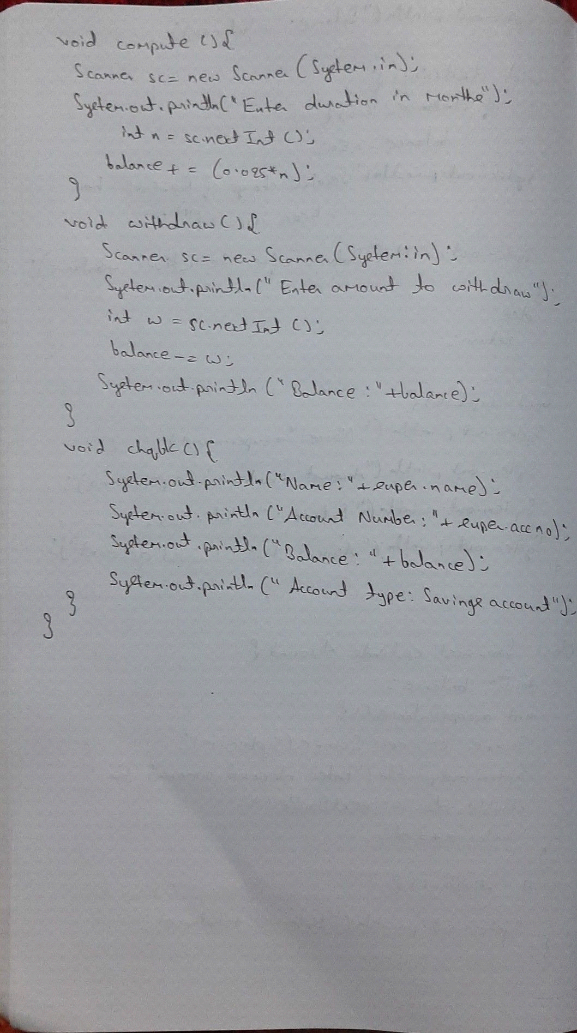 void compute () {
Scanner sc = new Scanner (System.in);
System.out.println("Enter duration in months");
int n = sc.nextInt ();
balance + = (0.025*n);
}
void withdraw () {
Scanner sc = new Scanner (System.in);
System.out.println (" Enter amount to withdraw");
int w = sc.nextInt ();
balance -= w;
System.out.println ("Balance :"+balance);
}
void chqblc () {
System.out.println ("Name:"+super.name);
System.out.println ("Account Number:"+super.accno);
System.out.println ("Balance: "+balance);
System.out.println (" Account type: Savings account");
}
}